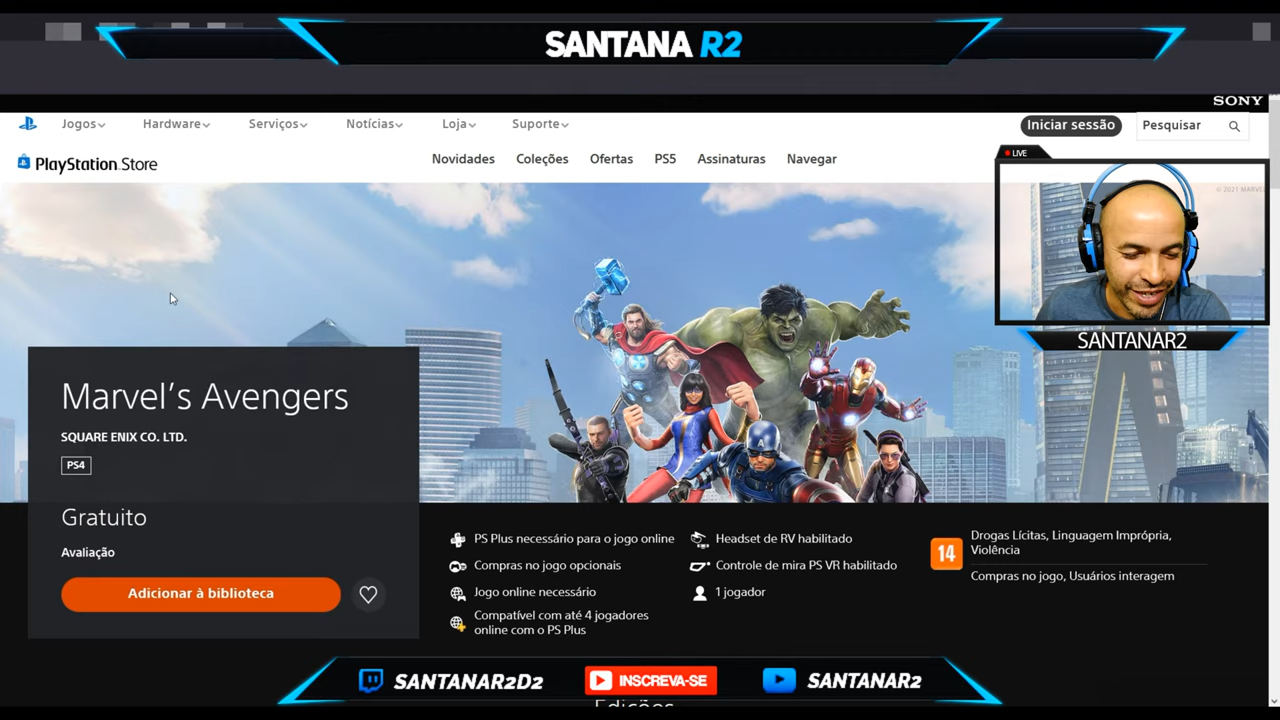 SANTANA R2
SONY
Jogos
Hardware
Serviços
Notícias
Loja
Suporte
Iniciar sessão
Pesquisar
PlayStation Store
Novidades
Coleções
Ofertas
PS5
Assinaturas
Navegar
LIVE
© 2021 MARVEL
SANTANAR2
Marvel's Avengers
SQUARE ENIX CO. LTD.
PS4
Gratuito
Avaliação
Adicionar à biblioteca
PS Plus necessário para o jogo online
Compras no jogo opcionais
Jogo online necessário
Compatível com até 4 jogadores
online com o PS Plus
Headset de RV habilitado
Controle de mira PS VR habilitado
1 jogador
14
Drogas Lícitas, Linguagem Imprópria,
Violência
Compras no jogo, Usuários interagem
SANTANAR2D2
INSCREVA-SE
SANTANAR2
Edições